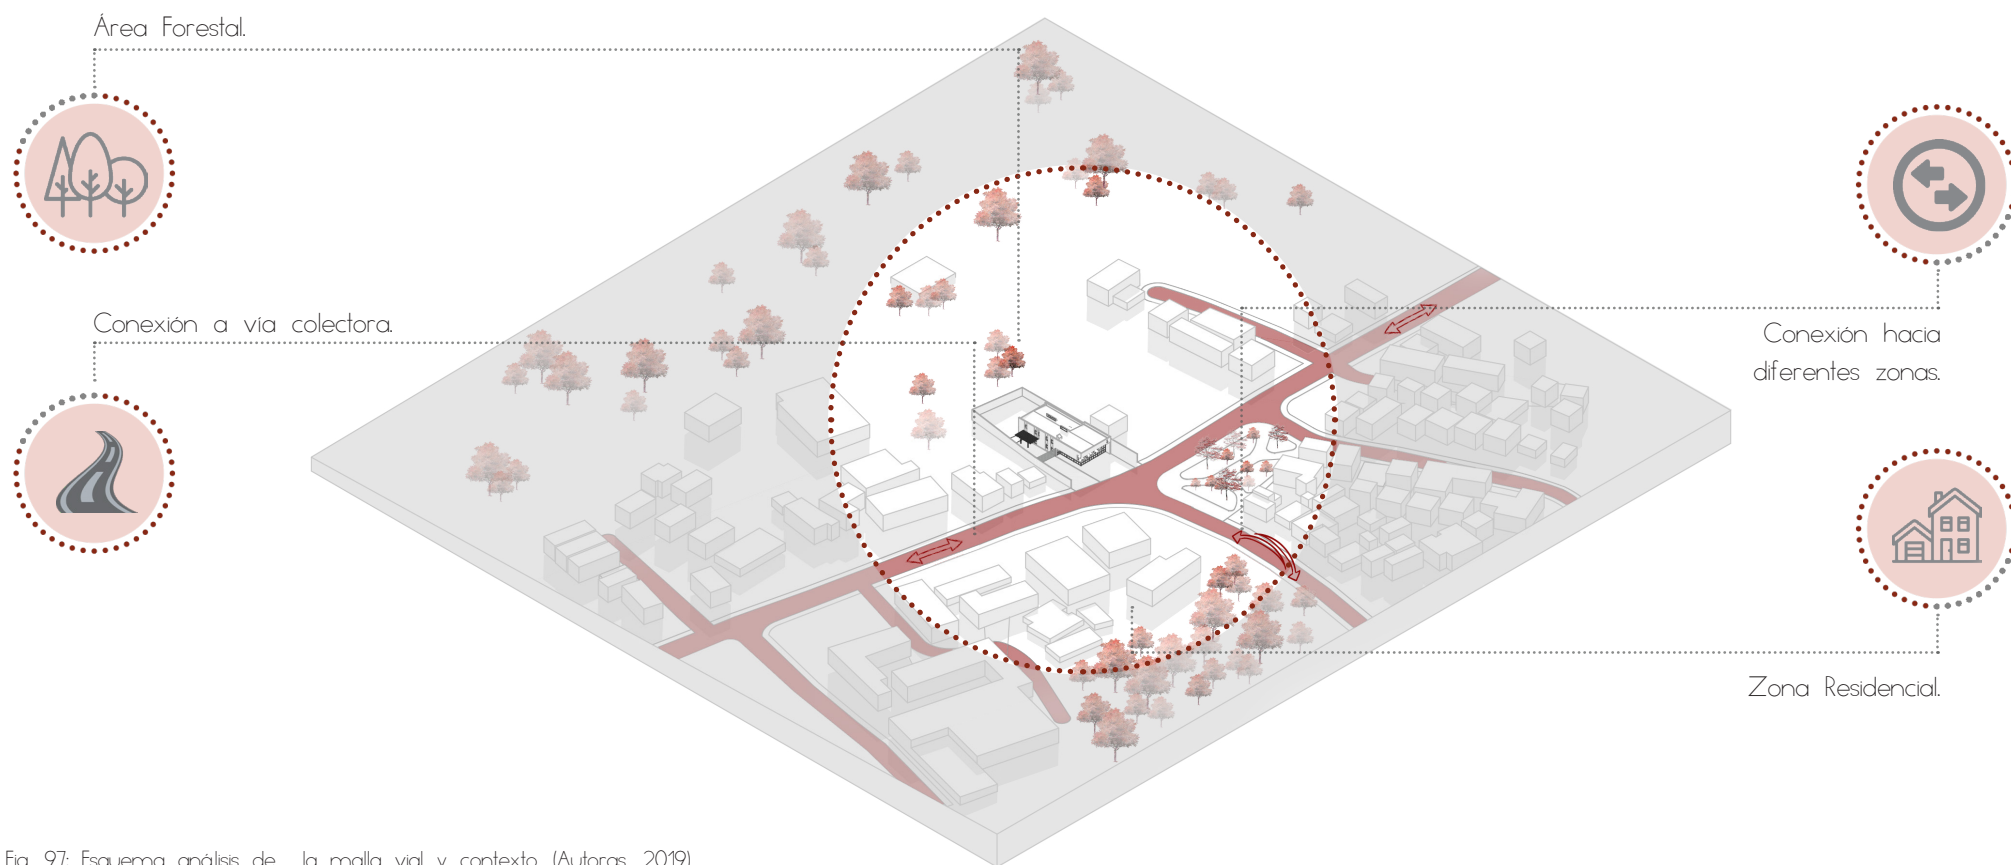 Área Forestal.
Conexión a vía colectora.
Conexión hacia
diferentes zonas.
Zona Residencial.
Fig. 97: Esquema análisis de la malla vial y contexto. (Autoras, 2019)